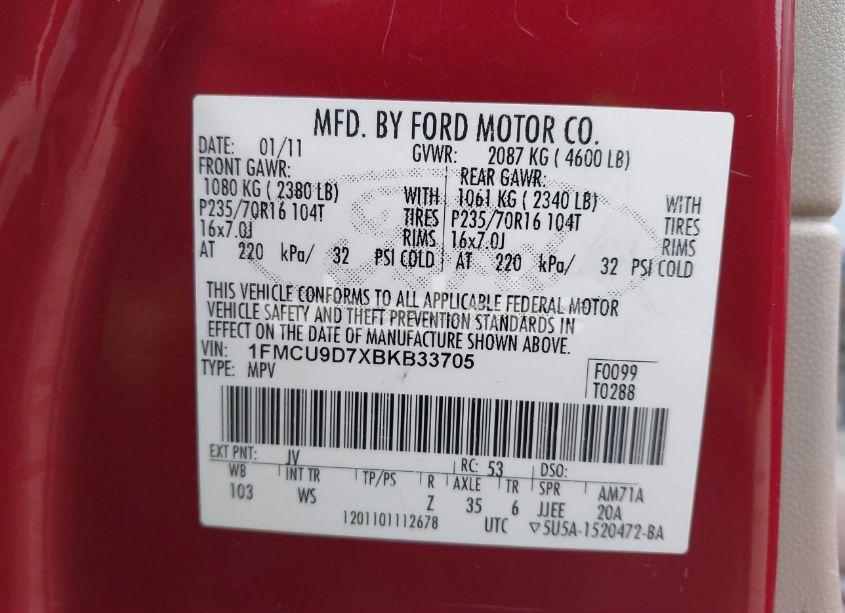 MFD. BY FORD MOTOR CO.
DATE: 01/11 GVWR: 2087 KG ( 4600 LB)
FRONT GAWR: REAR GAWR:
1080 KG ( 2380 LB) WITH 1061 KG ( 2340 LB) WITH
P235/70R16 104T TIRES P235/70R16 104T TIRES
16x7.0J RIMS 16x7.0J RIMS
AT 220 kPa/ 32 PSI COLD AT 220 kPa/ 32 PSI COLD
THIS VEHICLE CONFORMS TO ALL APPLICABLE FEDERAL MOTOR
VEHICLE SAFETY AND THEFT PREVENTION STANDARDS IN
EFFECT ON THE DATE OF MANUFACTURE SHOWN ABOVE.
VIN: 1FMCU9D7XBKB33705 F0099
TYPE: MPV T0288
EXT PNT: JV RC: 53 DSO:
WB INT TR TP/PS R AXLE TR SPR AM71A
103 WS Z 35 6 JJEE 20A
1201101112678 UTC ▽5U5A-1520472-BA